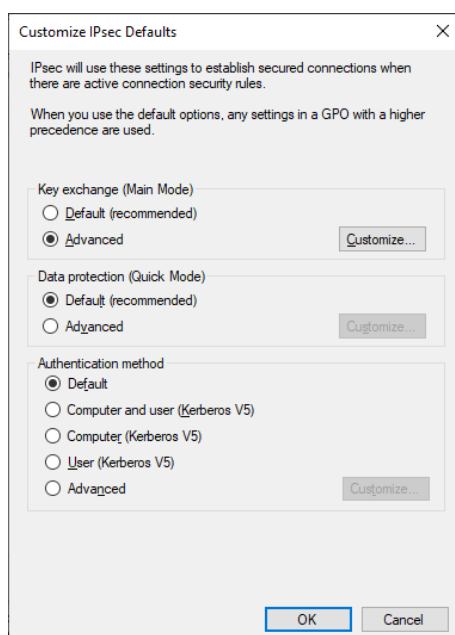 Customize IPsec Defaults
IPsec will use these settings to establish secured connections when
there are active connection security rules.
When you use the default options, any settings in a GPO with a higher
precedence are used.
Key exchange (Main Mode)
Default (recommended)
Advanced
Customize...
Data protection (Quick Mode)
Default (recommended)
Advanced
Customize...
Authentication method
Default
Computer and user (Kerberos V5)
Computer (Kerberos V5)
User (Kerberos V5)
Advanced
Customize...
OK
Cancel